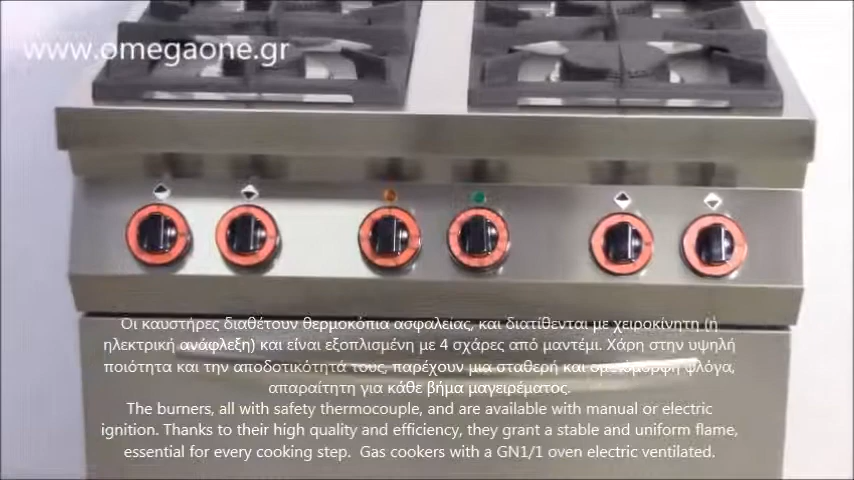 www.omegaone.gr
Οι καυστήρες διαθέτουν θερμοκόπια ασφαλείας, και διατίθενται με χειροκίνητη (ή
ηλεκτρική ανάφλεξη) και είναι εξοπλισμένη με 4 σχάρες από μαντέμι. Χάρη στην υψηλή
ποιότητα και την αποδοτικότητά τους, παρέχουν μια σταθερή και ομοιόμορφη φλόγα,
απαραίτητη για κάθε βήμα μαγειρέματος.
The burners, all with safety thermocouple, and are available with manual or electric
ignition. Thanks to their high quality and efficiency, they grant a stable and uniform flame,
essential for every cooking step. Gas cookers with a GN1/1 oven electric ventilated.